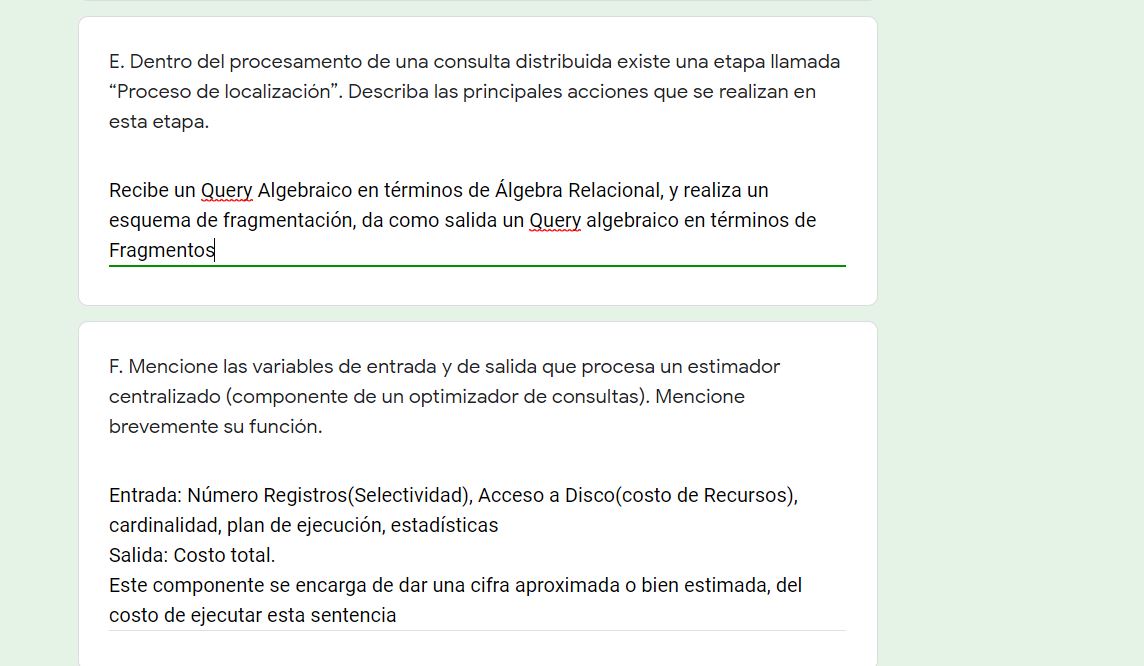 E. Dentro del procesamento de una consulta distribuida existe una etapa llamada
“Proceso de localización”. Describa las principales acciones que se realizan en
esta etapa.
Recibe un Query Algebraico en términos de Álgebra Relacional, y realiza un
esquema de fragmentación, da como salida un Query algebraico en términos de
Fragmentos
F. Mencione las variables de entrada y de salida que procesa un estimador
centralizado (componente de un optimizador de consultas). Mencione
brevemente su función.
Entrada: Número Registros(Selectividad), Acceso a Disco(costo de Recursos),
cardinalidad, plan de ejecución, estadísticas
Salida: Costo total.
Este componente se encarga de dar una cifra aproximada o bien estimada, del
costo de ejecutar esta sentencia